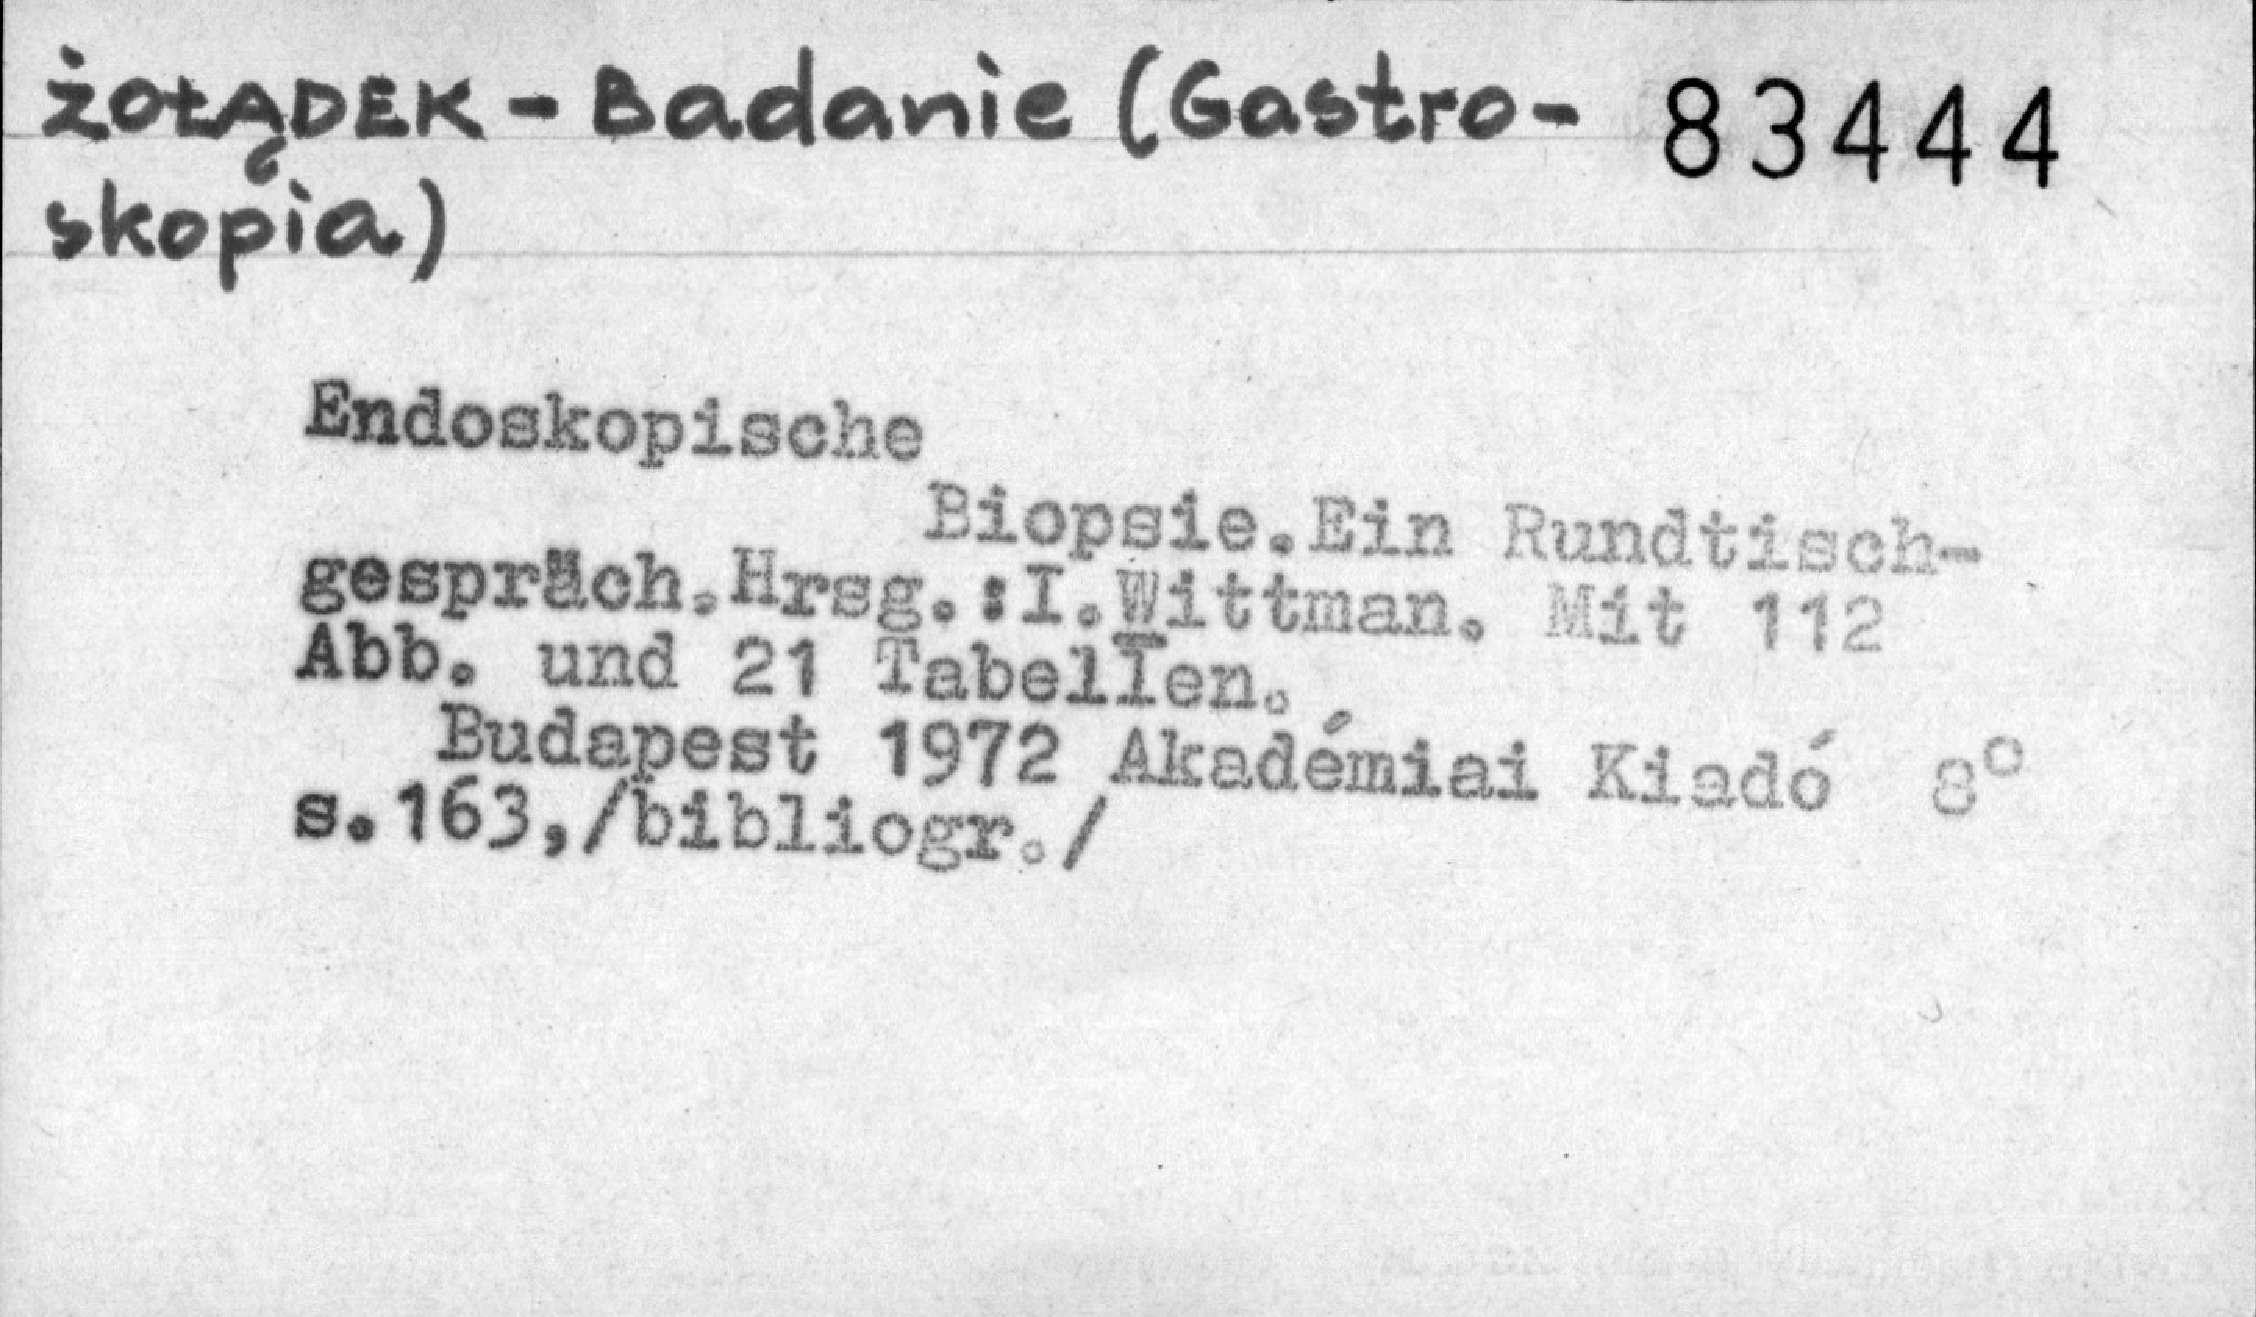 ŻOŁĄDEK - Badanie (Gastro- 83444
skopia)
Endoskopische
Biopsie.Ein Rundtisch-
gespräch.Hrsg.:I.Wittman. Mit 112
Abb. und 21 Tabellen.
Budapest 1972 Akadémiai Kiadó 8°
s.163,/bibliogr./